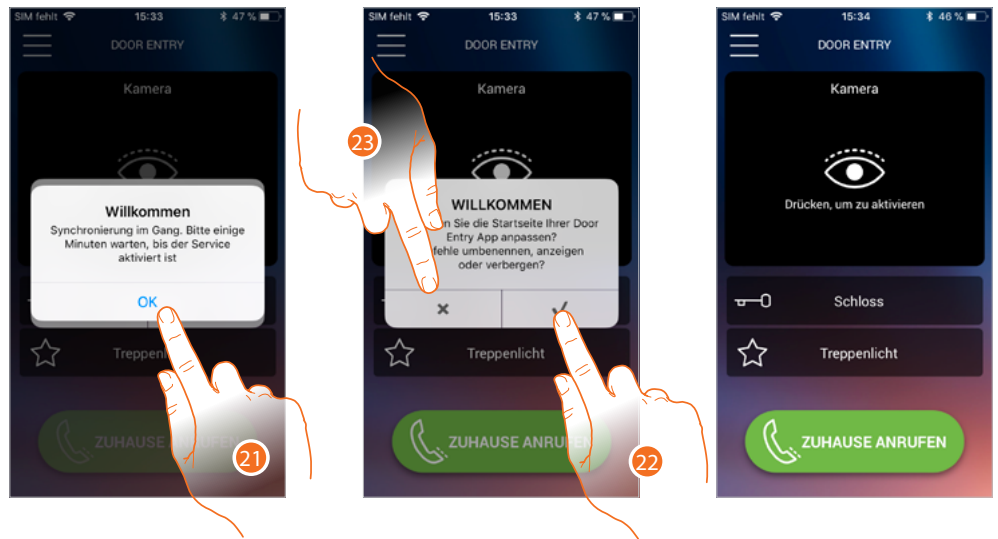 SIM fehlt 15:33 47 %
DOOR ENTRY
Kamera
Willkommen
Synchronierung im Gang. Bitte einige
Minuten warten, bis der Service
aktiviert ist
OK
21
SIM fehlt 15:33 47 %
DOOR ENTRY
Kamera
23
WILLKOMMEN
Sie die Startseite Ihrer Door
Entry App anpassen?
umbenennen, anzeigen
oder verbergen?
Treppenlicht
ZUHAUSE
22
SIM fehlt 15:34 46 %
DOOR ENTRY
Kamera
Drücken, um zu aktivieren
Schloss
Treppenlicht
ZUHAUSE ANRUFEN